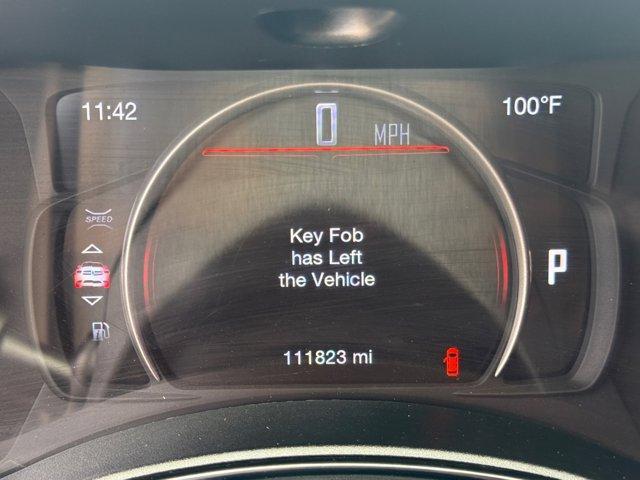 11:42
0 MPH
100°F
SPEED
Key Fob
has Left
the Vehicle
P
111823 mi